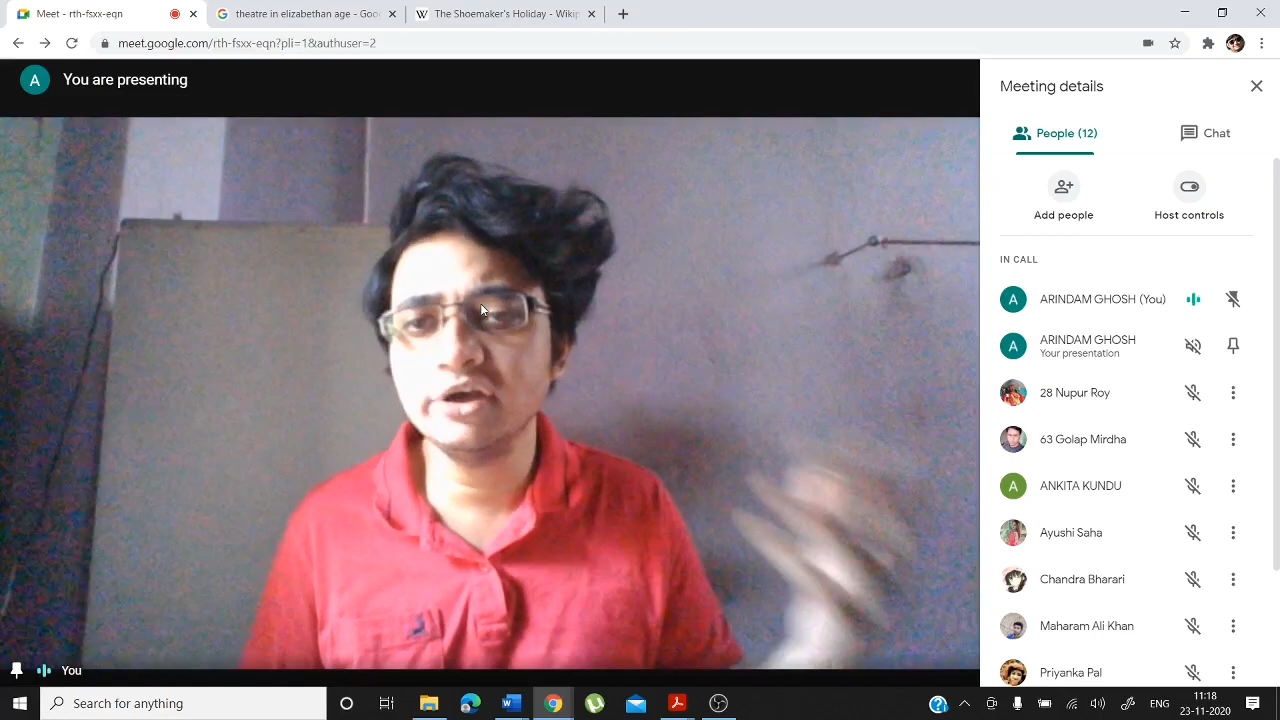 Meet - rth-fsxx-eqn
theatre in elizabethan age - Goo
The Shoemaker's Holiday - Wikip
meet.google.com/rth-fsxx-eqn?pli=1&authuser=2
A You are presenting
Meeting details
People (12)
Chat
Add people
Host controls
IN CALL
A ARINDAM GHOSH (You)
A ARINDAM GHOSH
Your presentation
28 Nupur Roy
63 Golap Mirdha
A ANKITA KUNDU
Ayushi Saha
Chandra Bharari
Maharam Ali Khan
Priyanka Pal
You
Search for anything
ENG
11:18
23-11-2020